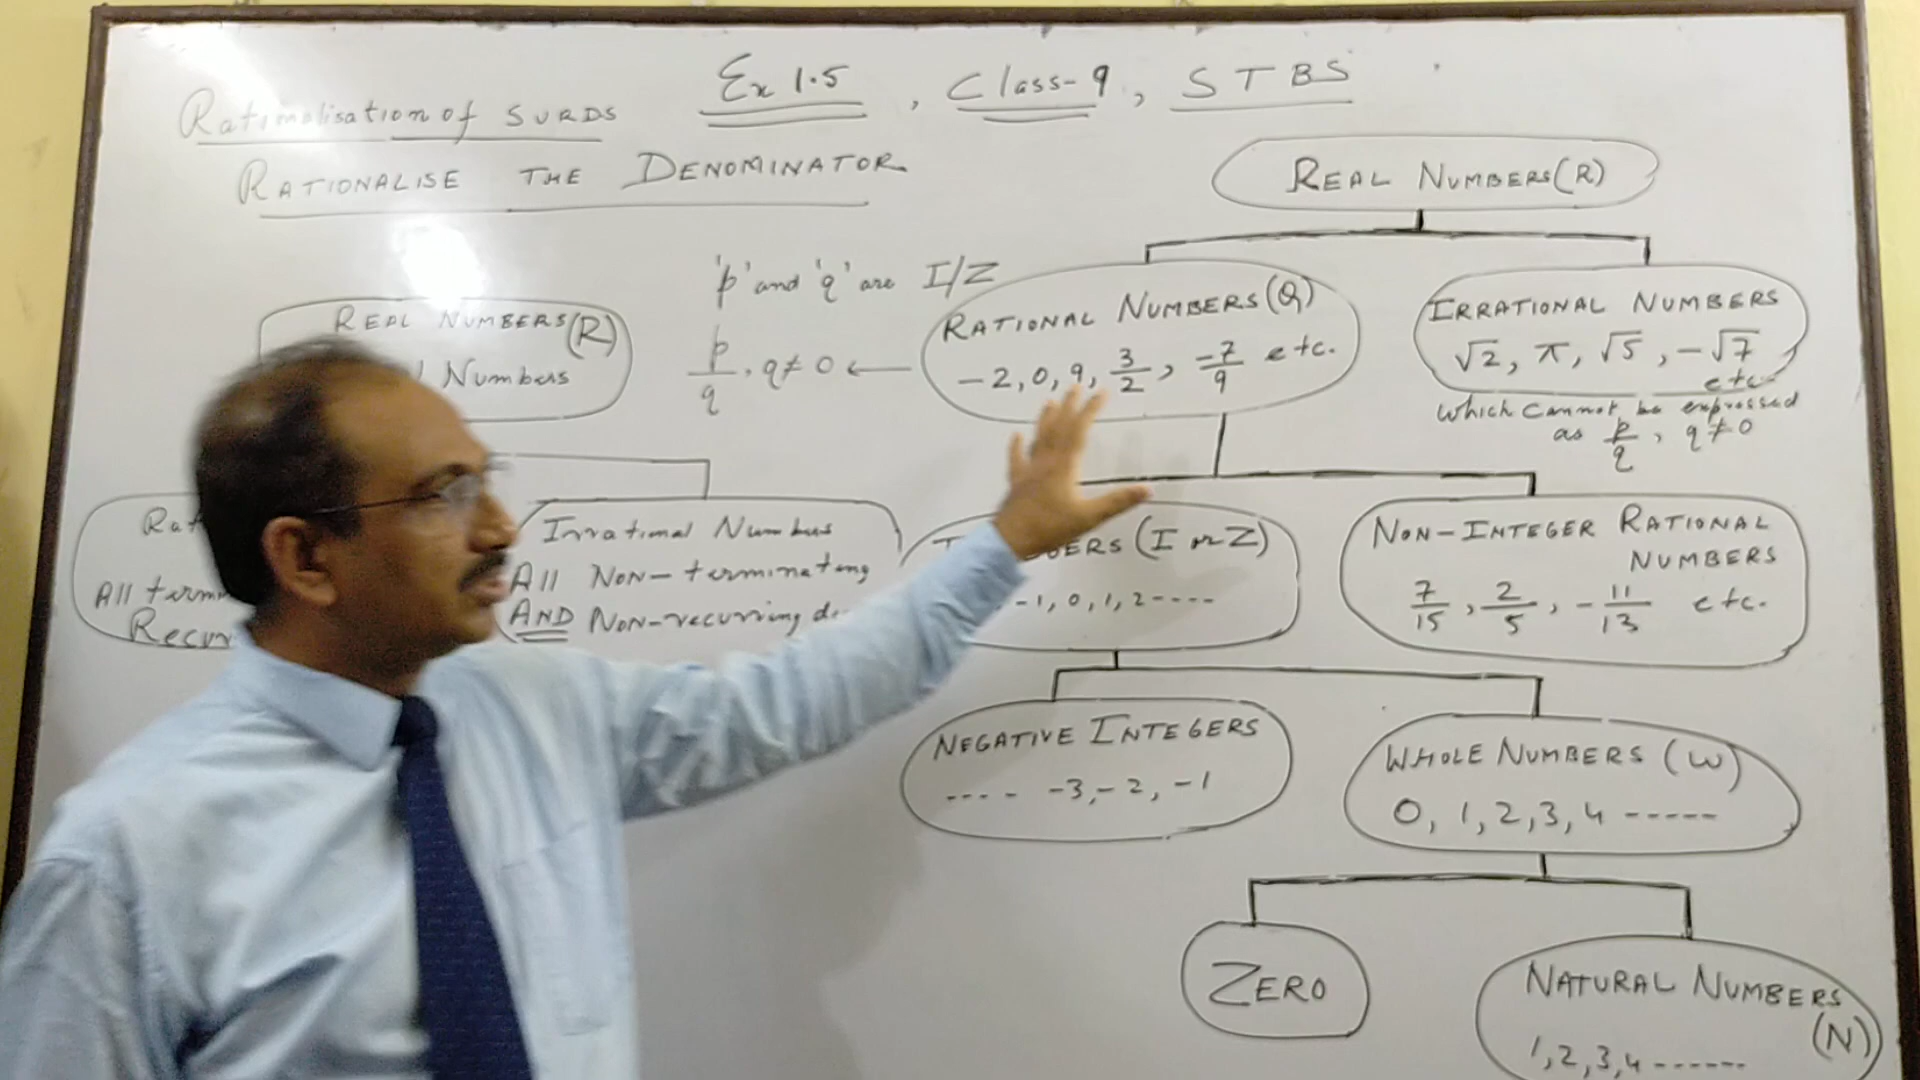 Ex 1.5, Class-9, STBS
Rationalisation of SURDS
RATIONALISE THE DENOMINATOR
REAL NUMBERS (R)
'p' and 'q' are I/Z
p/q, q≠0 ←
RATIONAL NUMBERS (Q)
-2, 0, 9, 3/2, -7/9 etc.
IRRATIONAL NUMBERS
√2, π, √5, -√7
etc
which cannot be expressed
as p/q, q≠0
REAL NUMBERS (R)
Numbers
Irrational Numbers
All NON-terminating
AND NON-recurring
All
(I or Z)
-1, 0, 1, 2----
NON-INTEGER RATIONAL
NUMBERS
7/15, 2/5, -11/13 etc.
NEGATIVE INTEGERS
---- -3, -2, -1
WHOLE NUMBERS (W)
0, 1, 2, 3, 4 -----
ZERO
NATURAL NUMBERS
(N)
1, 2, 3, 4 ------